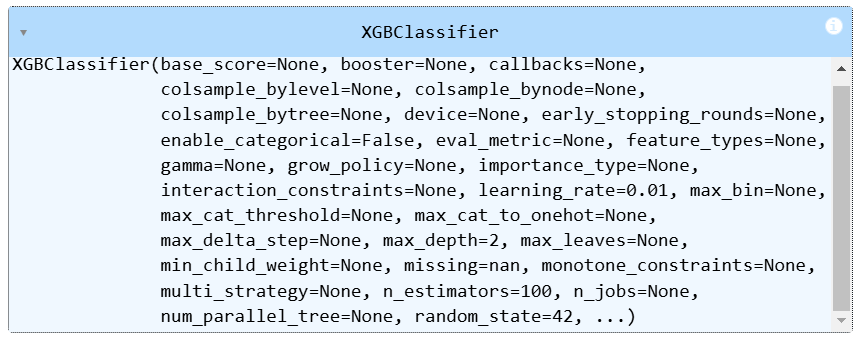 XGBClassifier
XGBClassifier(base_score=None, booster=None, callbacks=None,
colsample_bylevel=None, colsample_bynode=None,
colsample_bytree=None, device=None, early_stopping_rounds=None,
enable_categorical=False, eval_metric=None, feature_types=None,
gamma=None, grow_policy=None, importance_type=None,
interaction_constraints=None, learning_rate=0.01, max_bin=None,
max_cat_threshold=None, max_cat_to_onehot=None,
max_delta_step=None, max_depth=2, max_leaves=None,
min_child_weight=None, missing=nan, monotone_constraints=None,
multi_strategy=None, n_estimators=100, n_jobs=None,
num_parallel_tree=None, random_state=42, ...)